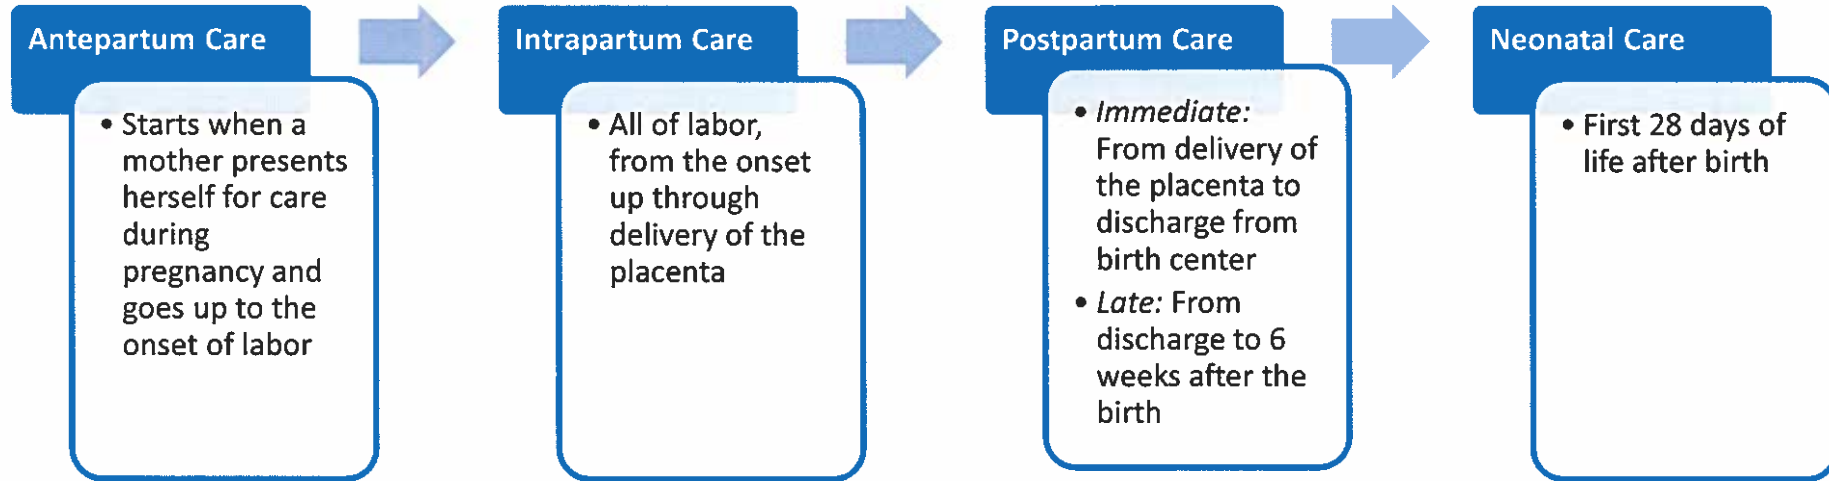 Antepartum Care
• Starts when a
mother presents
herself for care
during
pregnancy and
goes up to the
onset of labor
Intrapartum Care
• All of labor,
from the onset
up through
delivery of the
placenta
Postpartum Care
• Immediate:
From delivery of
the placenta to
discharge from
birth center
• Late: From
discharge to 6
weeks after the
birth
Neonatal Care
• First 28 days of
life after birth